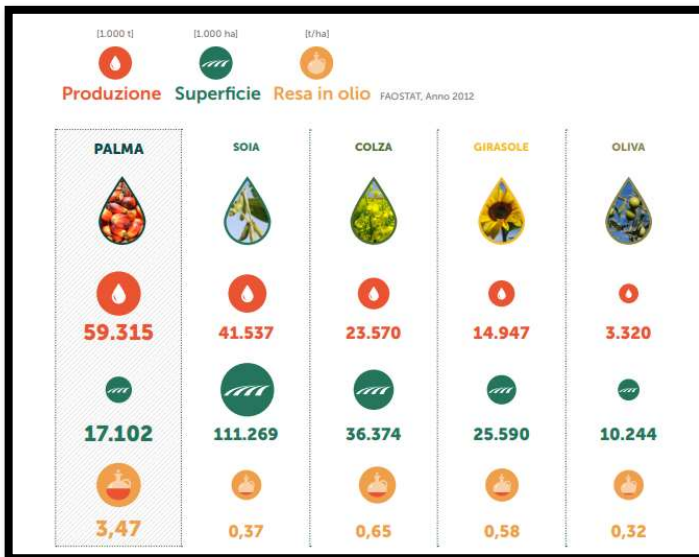 [1.000 t] [1.000 ha] [t/ha]
Produzione Superficie Resa in olio FAOSTAT, Anno 2012
PALMA SOIA COLZA GIRASOLE OLIVA
59.315 41.537 23.570 14.947 3.320
17.102 111.269 36.374 25.590 10.244
3,47 0,37 0,65 0,58 0,32